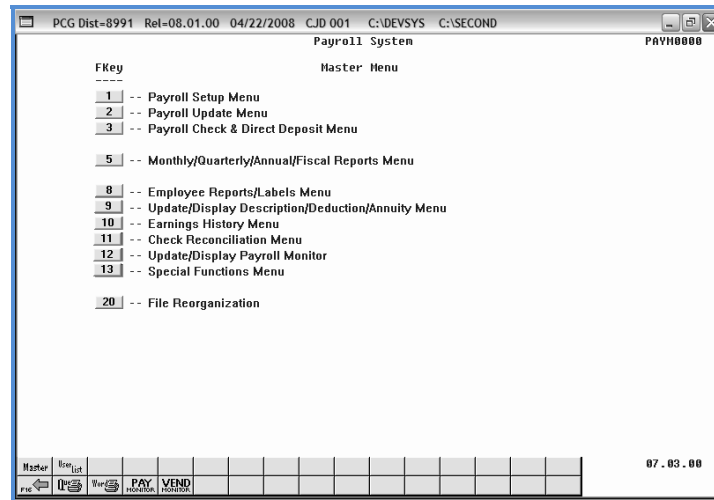 PCG Dist=8991 Rel=08.01.00 04/22/2008 CJD 001 C:\DEVSYS C:\SECOND
Payroll System PAYM0000
FKey Master Menu
----
1 -- Payroll Setup Menu
2 -- Payroll Update Menu
3 -- Payroll Check & Direct Deposit Menu
5 -- Monthly/Quarterly/Annual/Fiscal Reports Menu
8 -- Employee Reports/Labels Menu
9 -- Update/Display Description/Deduction/Annuity Menu
10 -- Earnings History Menu
11 -- Check Reconciliation Menu
12 -- Update/Display Payroll Monitor
13 -- Special Functions Menu
20 -- File Reorganization
Master User List 07.03.00
F16 Que Wor PAY MONITOR VEND MONITOR